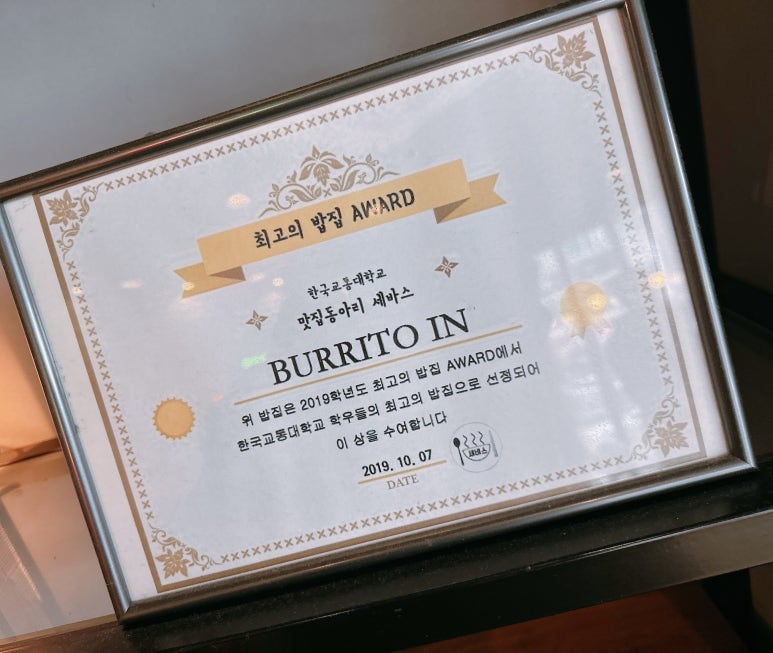 최고의 밥집 AWARD
한국교통대학교
맛집동아리 세바스
BURRITO IN
위 밥집은 2019학년도 최고의 밥집 AWARD에서
한국교통대학교 학우들의 최고의 밥집으로 선정되어
이 상을 수여합니다
2019. 10. 07
DATE
세바스